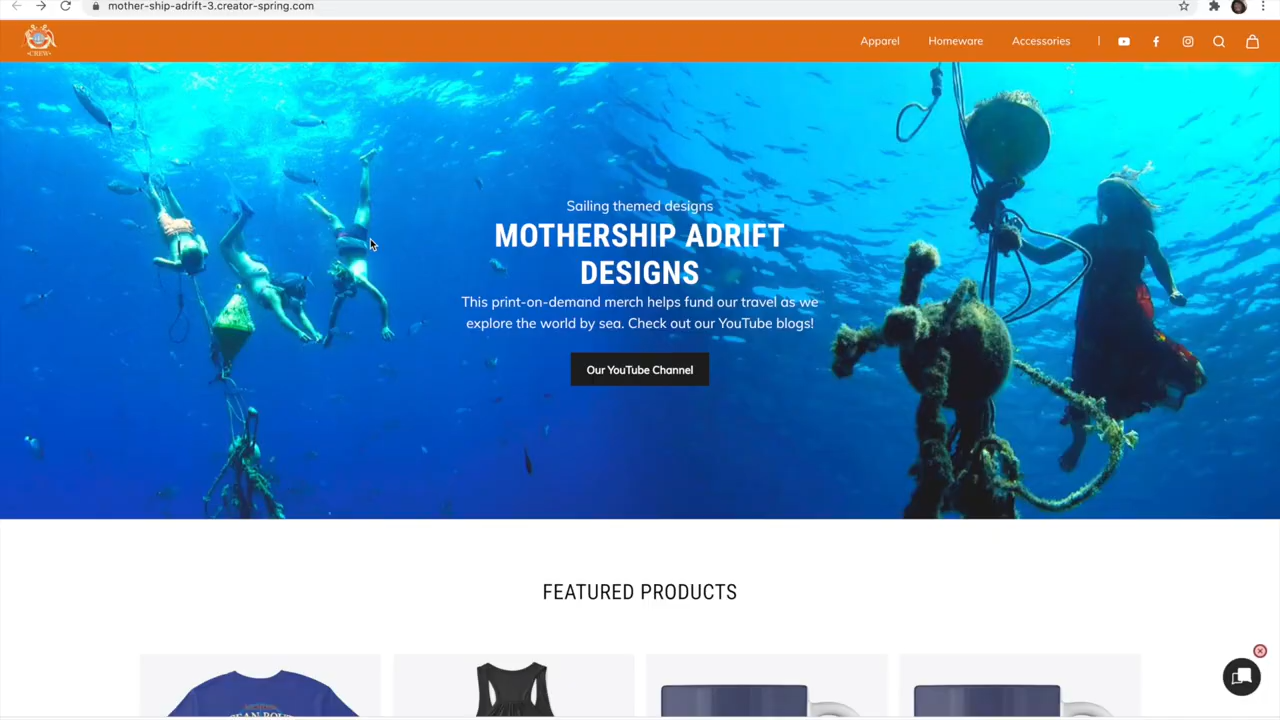 mother-ship-adrift-3.creator-spring.com
CREW
Apparel
Homeware
Accessories
Sailing themed designs
MOTHERSHIP ADRIFT
DESIGNS
This print-on-demand merch helps fund our travel as we
explore the world by sea. Check out our YouTube blogs!
Our YouTube Channel
FEATURED PRODUCTS